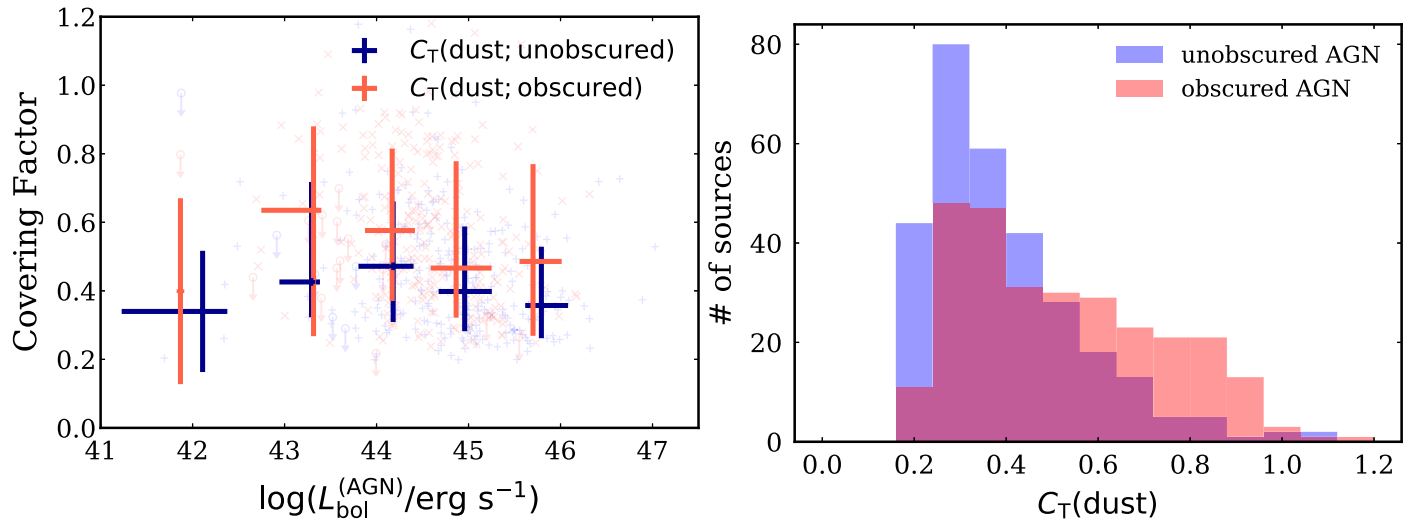 1.2
1.0
0.8
0.6
0.4
0.2
0.0
Covering Factor
C_T(dust; unobscured)
C_T(dust; obscured)
41 42 43 44 45 46 47
log(L_bol^(AGN)/erg s^−1)
80
60
40
20
0
# of sources
unobscured AGN
obscured AGN
0.0 0.2 0.4 0.6 0.8 1.0 1.2
C_T(dust)